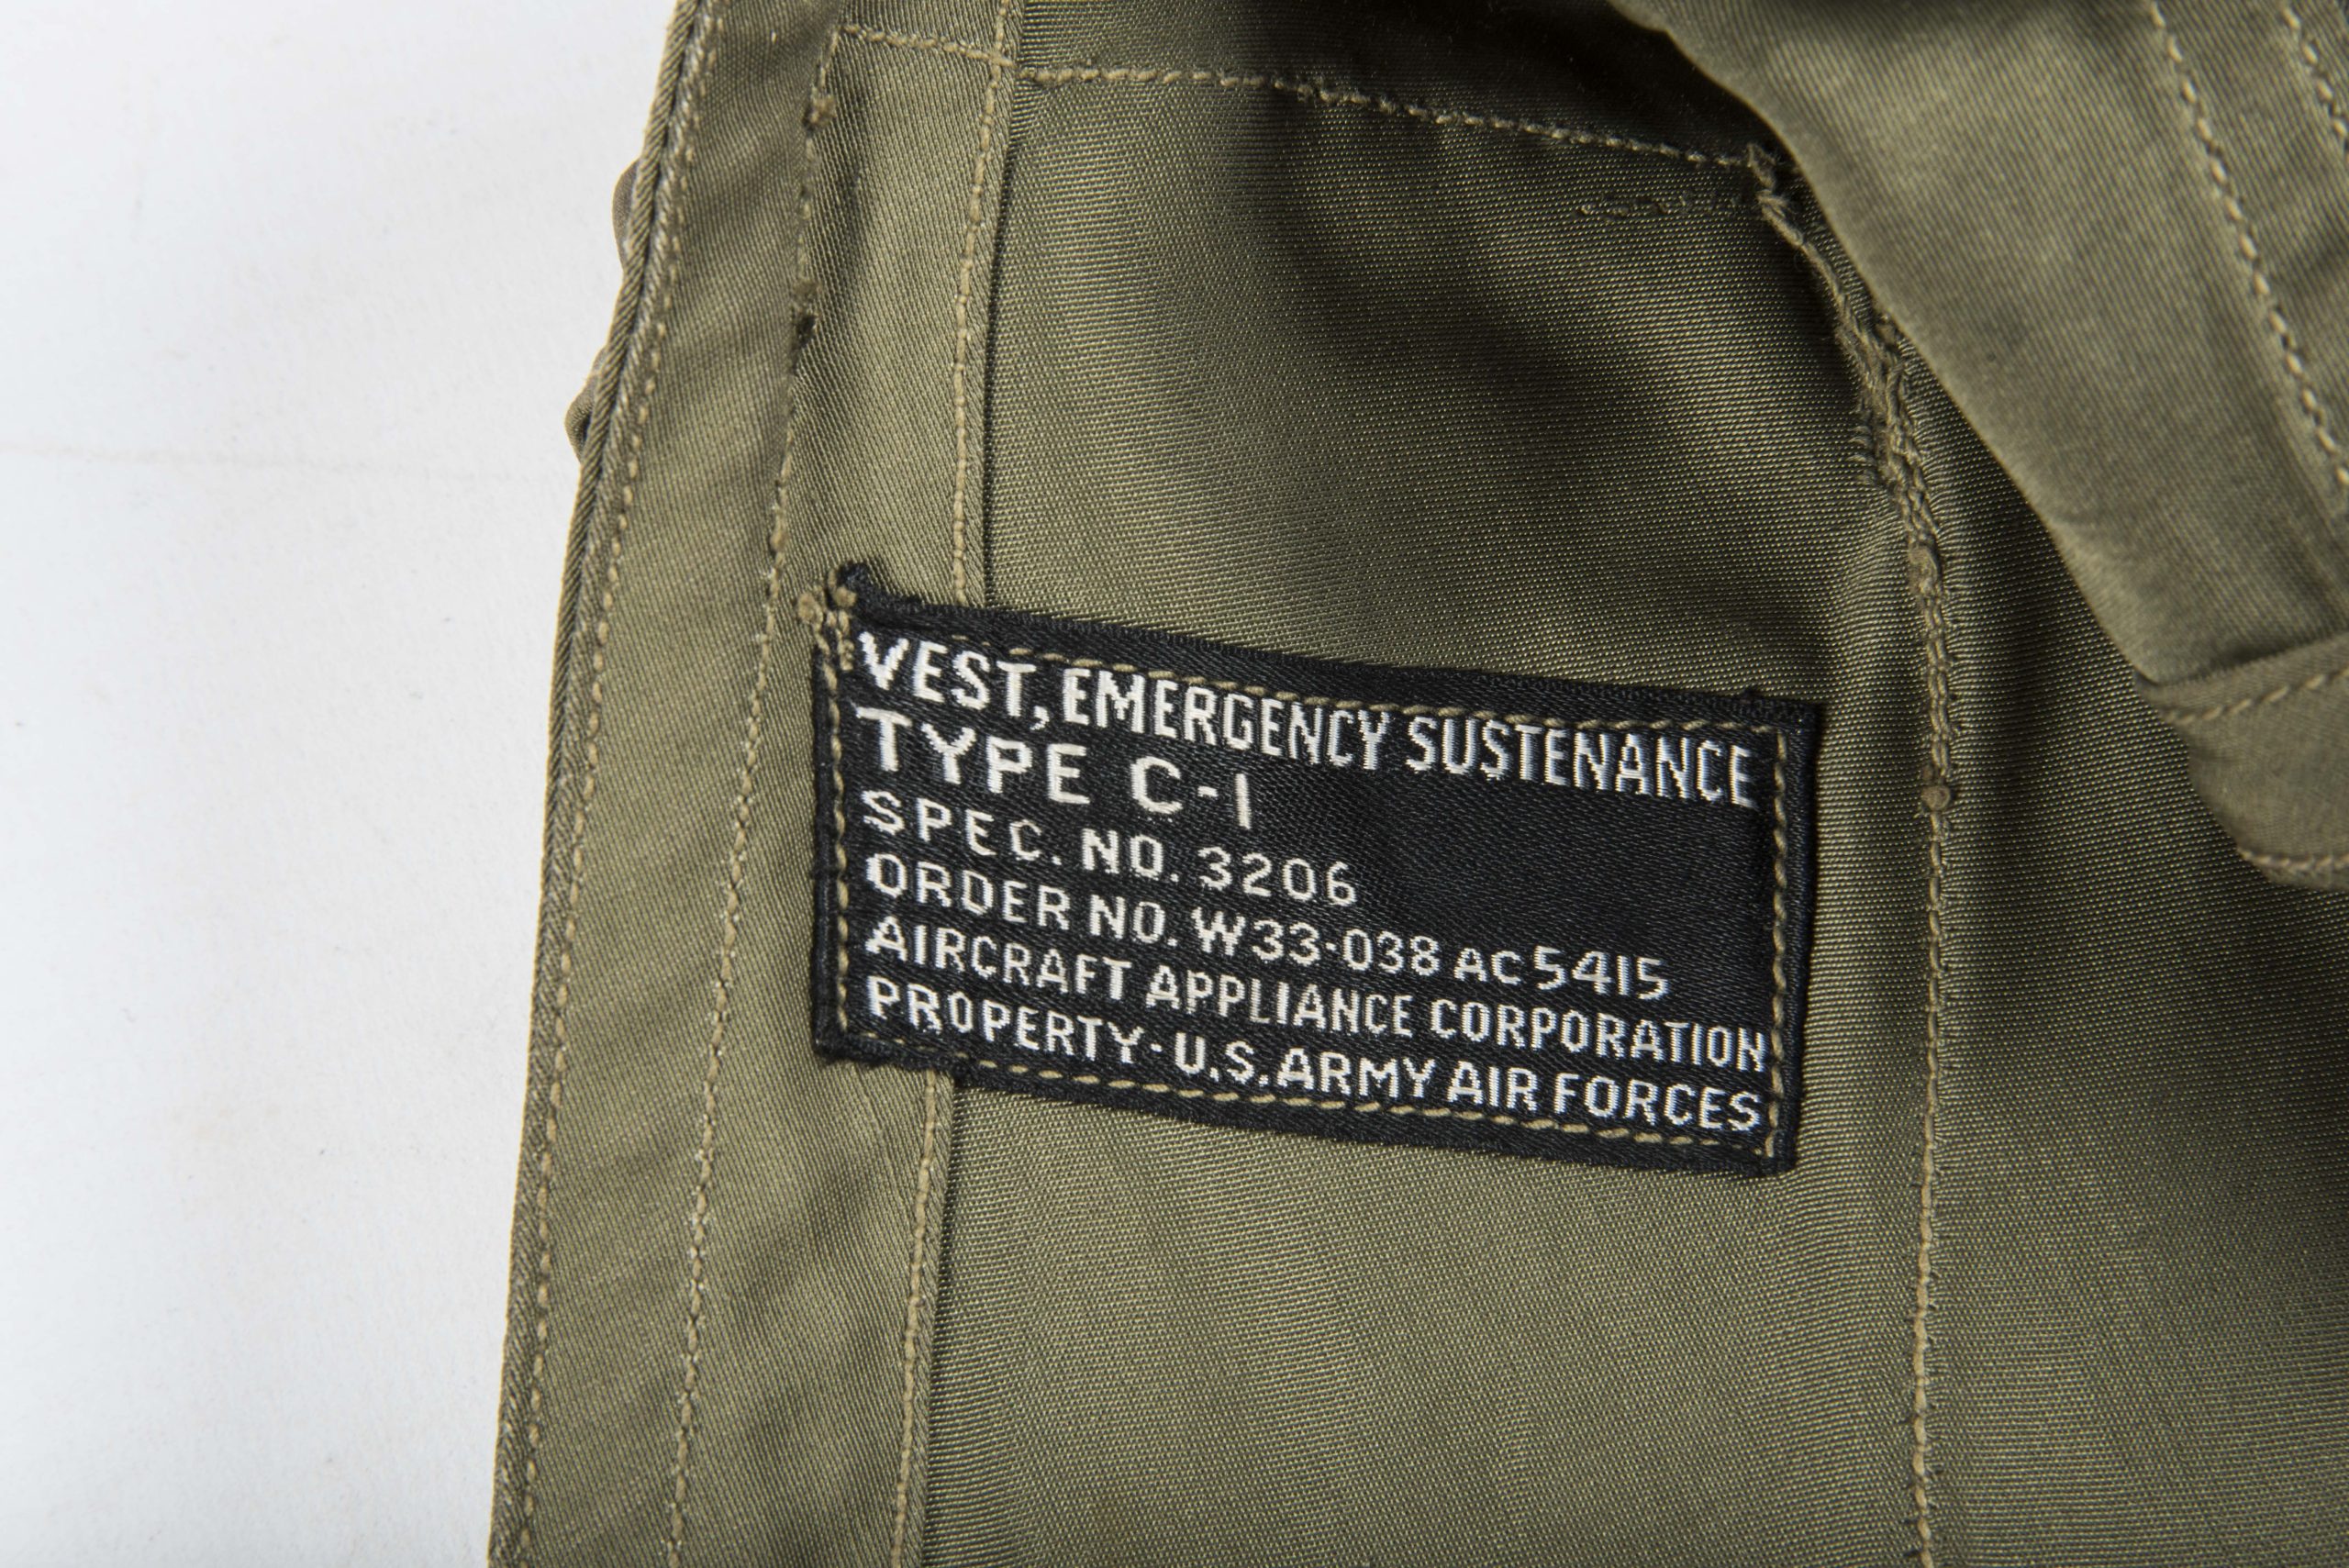 VEST, EMERGENCY SUSTENANCE
TYPE C-1
SPEC. NO. 3206
ORDER NO. W33-038 AC 5415
AIRCRAFT APPLIANCE CORPORATION
PROPERTY · U.S. ARMY AIR FORCES